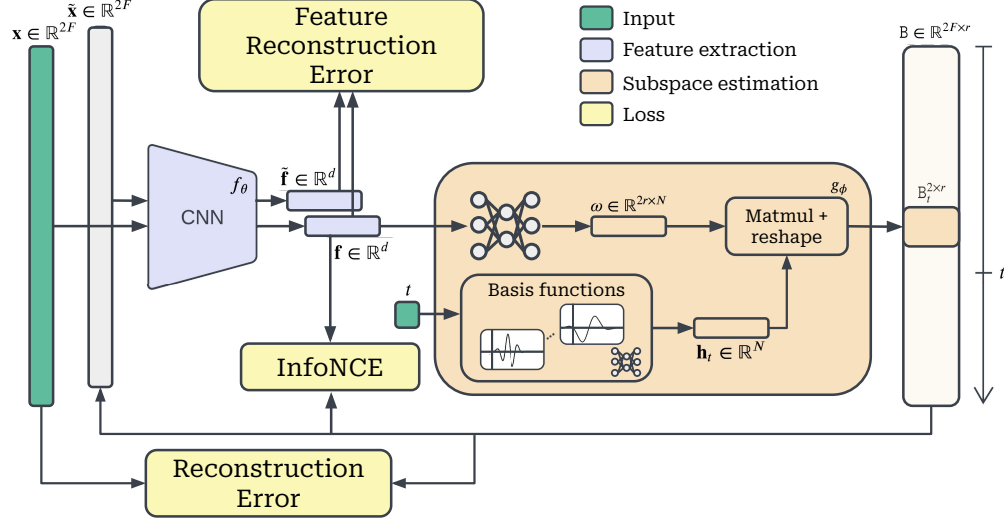 x̃ ∈ ℝ^{2F}
x ∈ ℝ^{2F}
Feature
Reconstruction
Error
Input
Feature extraction
Subspace estimation
Loss
B ∈ ℝ^{2F×r}
CNN
f_θ
f̃ ∈ ℝ^d
f ∈ ℝ^d
ω ∈ ℝ^{2r×N}
g_ϕ
Matmul +
reshape
B_t^{2×r}
t
t
Basis functions
h_t ∈ ℝ^N
InfoNCE
Reconstruction
Error